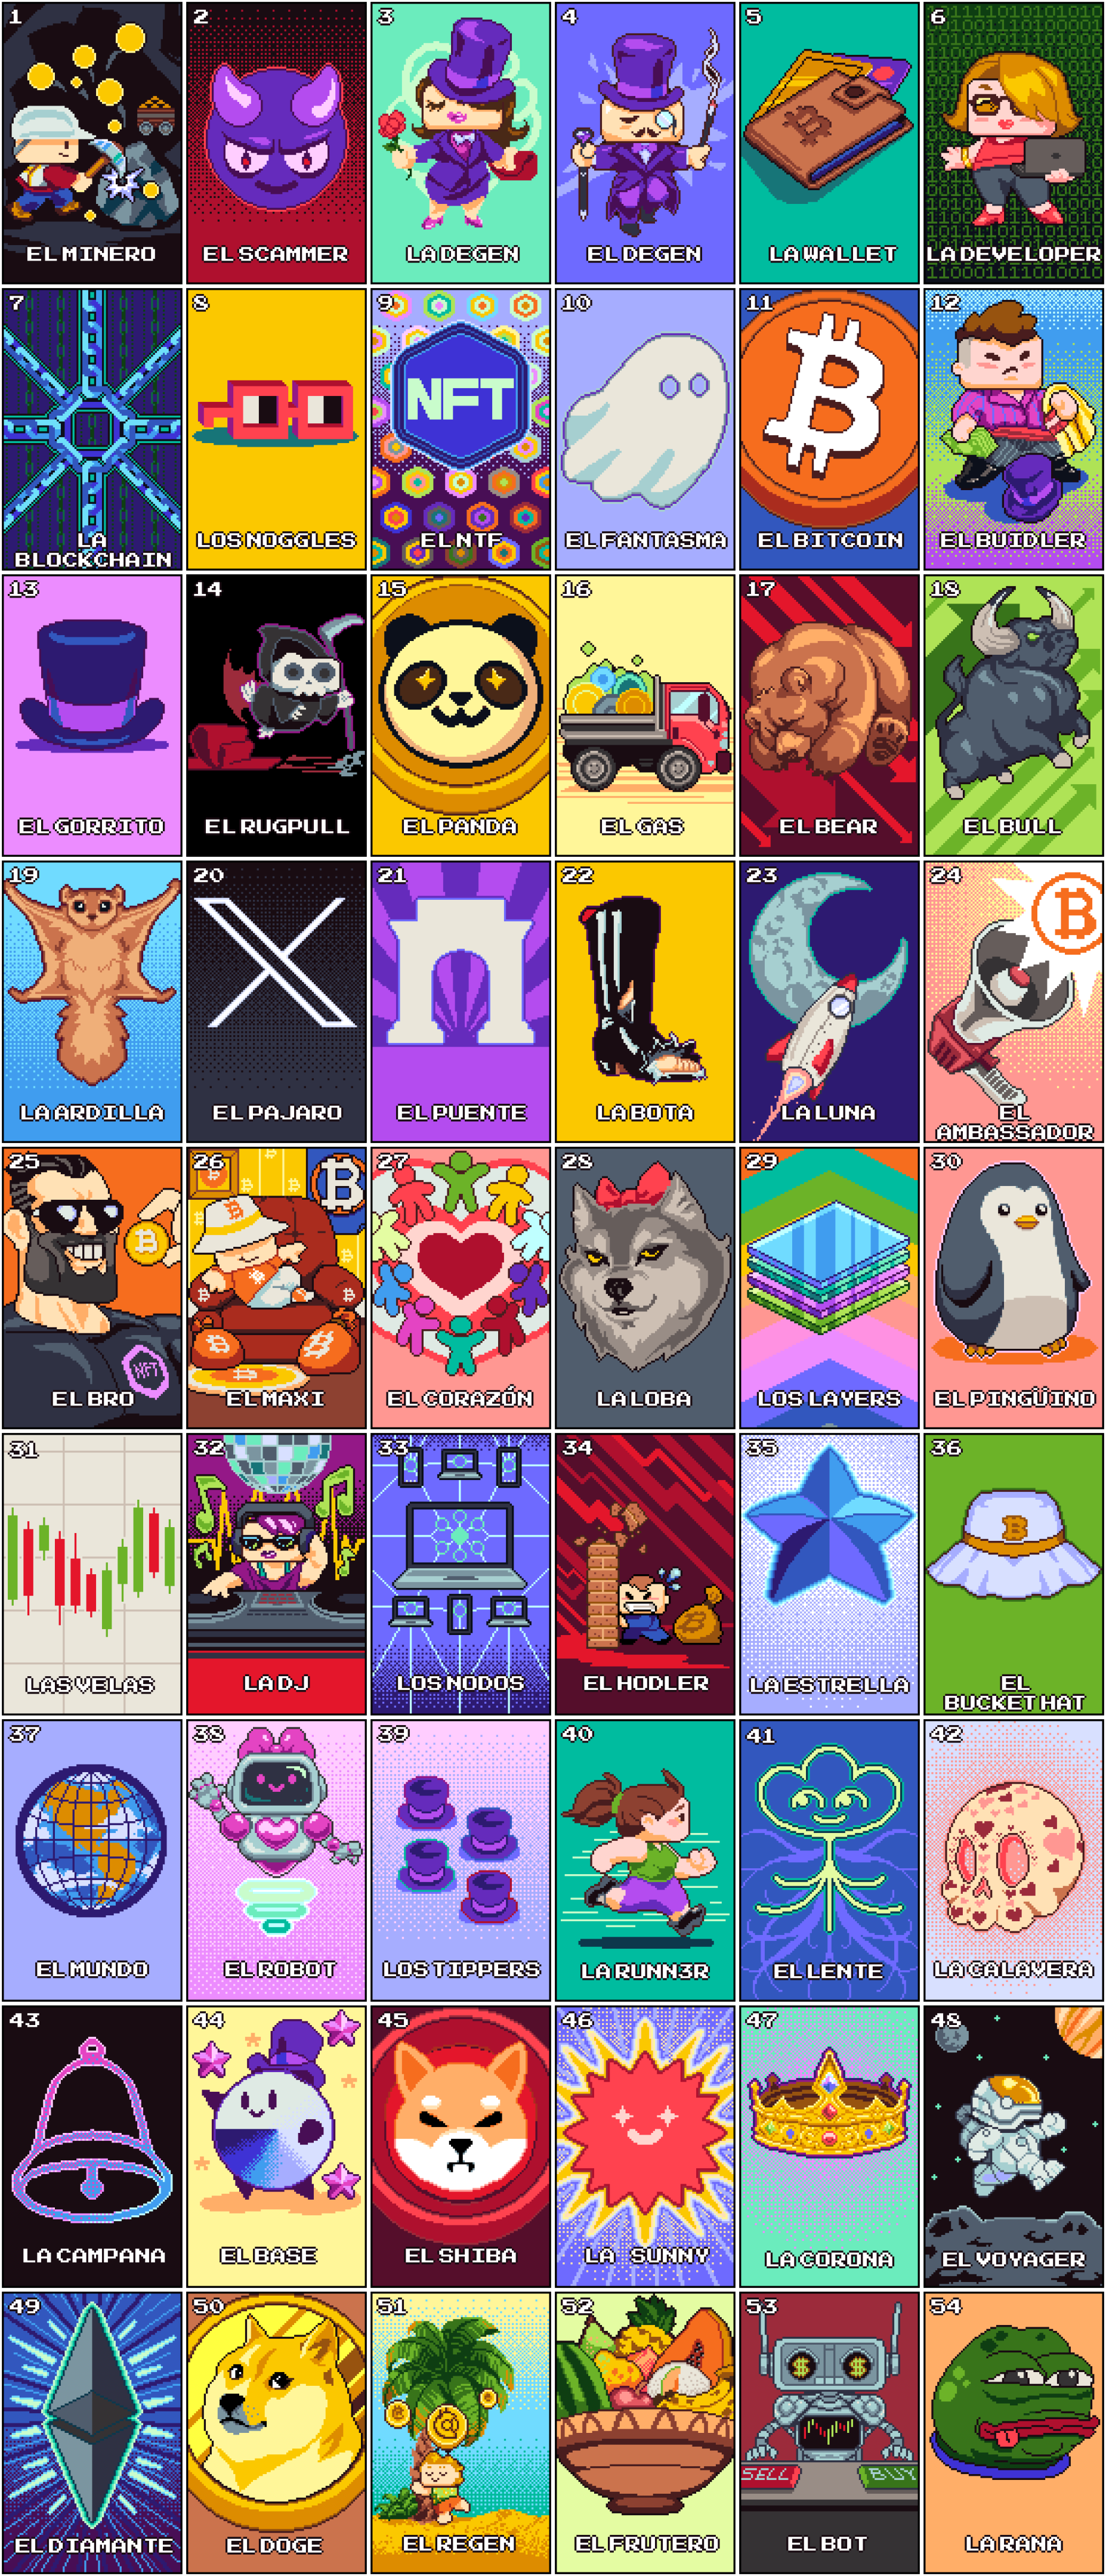 1
EL MINERO
2
EL SCAMMER
3
LA DEGEN
4
EL DEGEN
5
LA WALLET
6
LA DEVELOPER
7
LA
BLOCKCHAIN
8
LOS NOGGLES
9
NFT
EL NTF
10
EL FANTASMA
11
EL BITCOIN
12
EL BUIDLER
13
EL GORRITO
14
EL RUGPULL
15
EL PANDA
16
EL GAS
17
EL BEAR
18
EL BULL
19
LA ARDILLA
20
EL PAJARO
21
EL PUENTE
22
LA BOTA
23
LA LUNA
24
EL
AMBASSADOR
25
NFT
EL BRO
26
EL MAXI
27
EL CORAZÓN
28
LA LOBA
29
LOS LAYERS
30
EL PINGÜINO
31
LAS VELAS
32
LA DJ
33
LOS NODOS
34
EL HODLER
35
LA ESTRELLA
36
EL
BUCKET HAT
37
EL MUNDO
38
EL ROBOT
39
LOS TIPPERS
40
LA RUNN3R
41
EL LENTE
42
LA CALAVERA
43
LA CAMPANA
44
EL BASE
45
EL SHIBA
46
LA SUNNY
47
LA CORONA
48
EL VOYAGER
49
EL DIAMANTE
50
EL DOGE
51
EL REGEN
52
EL FRUTERO
53
SELL
BUY
EL BOT
54
LA RANA